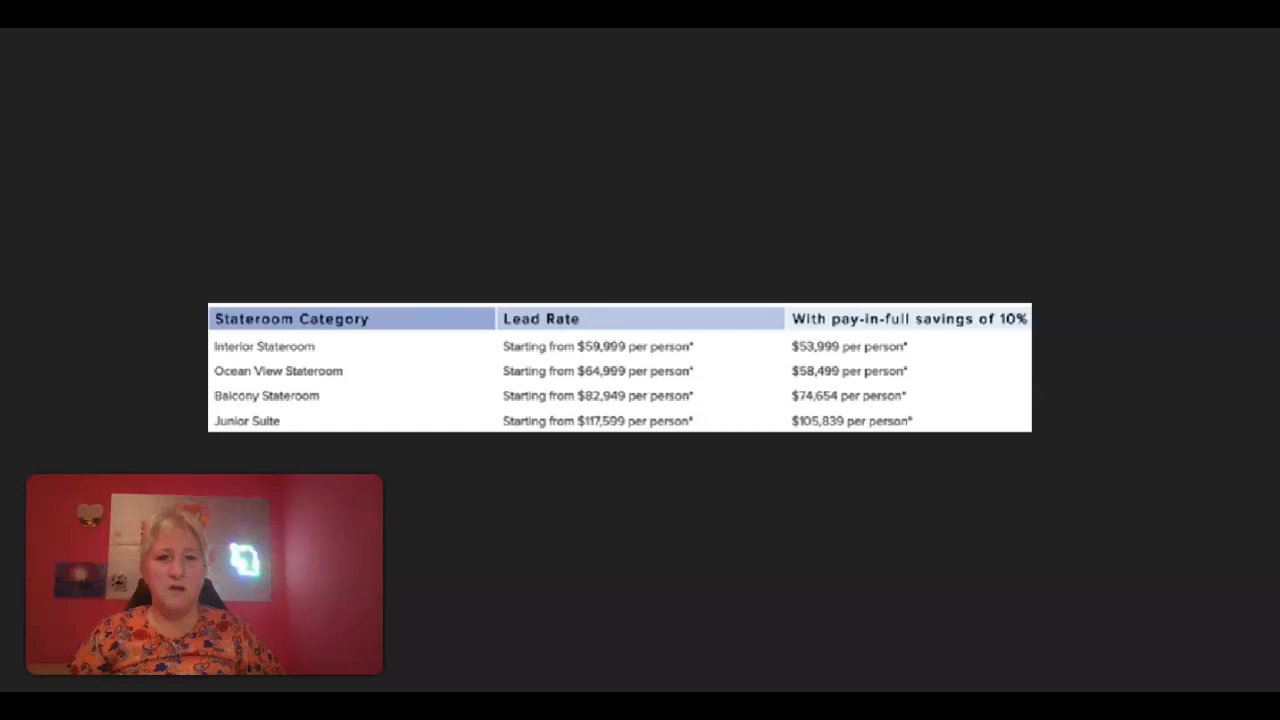 Stateroom Category Lead Rate With pay-in-full savings of 10%
Interior Stateroom Starting from $59,999 per person* $53,999 per person*
Ocean View Stateroom Starting from $64,999 per person* $58,499 per person*
Balcony Stateroom Starting from $82,949 per person* $74,654 per person*
Junior Suite Starting from $117,599 per person* $105,839 per person*